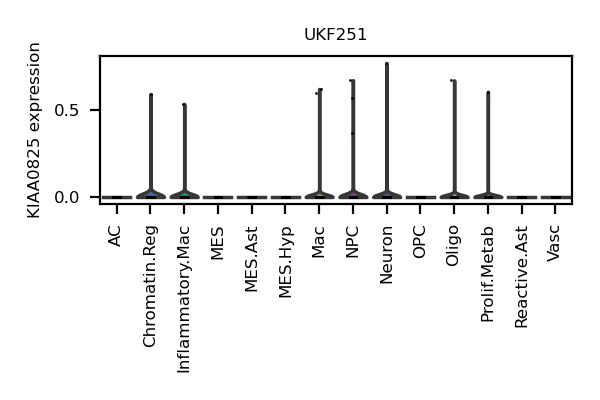 UKF251
KIAA0825 expression
0.5
0.0
AC
Chromatin.Reg
Inflammatory.Mac
MES
MES.Ast
MES.Hyp
Mac
NPC
Neuron
OPC
Oligo
Prolif.Metab
Reactive.Ast
Vasc